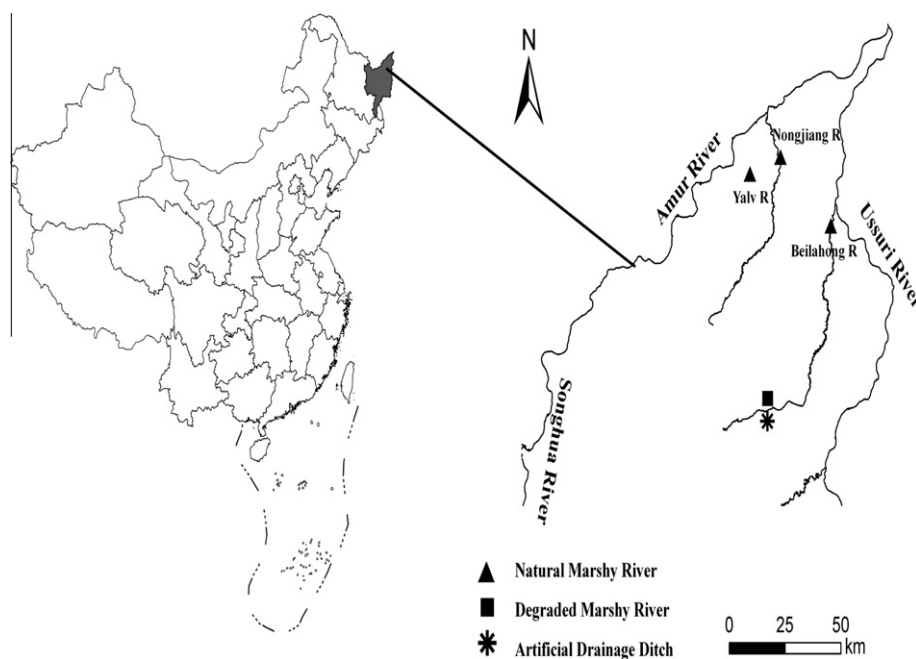 N
Nongjiang R
Amur River
Yalv R
Ussuri River
Beilahong R
Songhua River
Natural Marshy River
Degraded Marshy River
Artificial Drainage Ditch
0 25 50
km